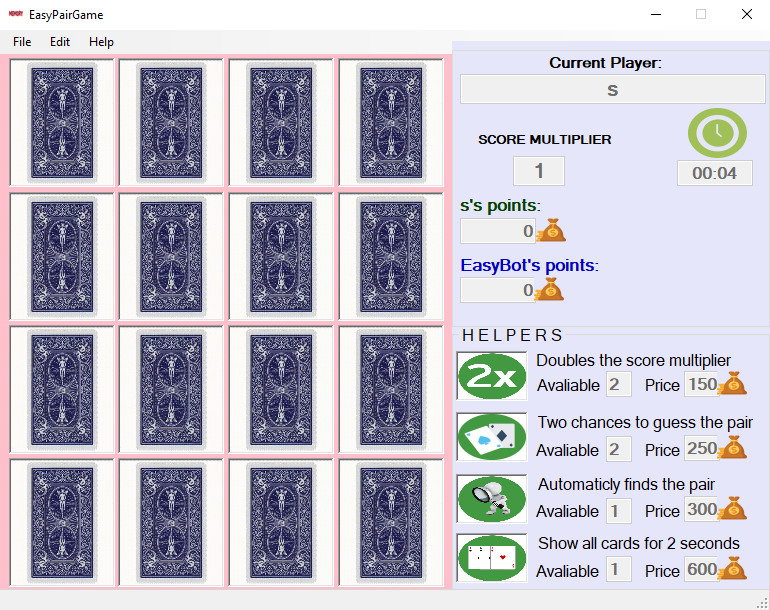 MEMORY EasyPairGame
File Edit Help
Current Player:
s
SCORE MULTIPLIER
1
00:04
s's points:
0
EasyBot's points:
0
HELPERS
2x
Doubles the score multiplier
Avaliable 2 Price 150
Two chances to guess the pair
Avaliable 2 Price 250
Automaticly finds the pair
Avaliable 1 Price 300
Show all cards for 2 seconds
Avaliable 1 Price 600